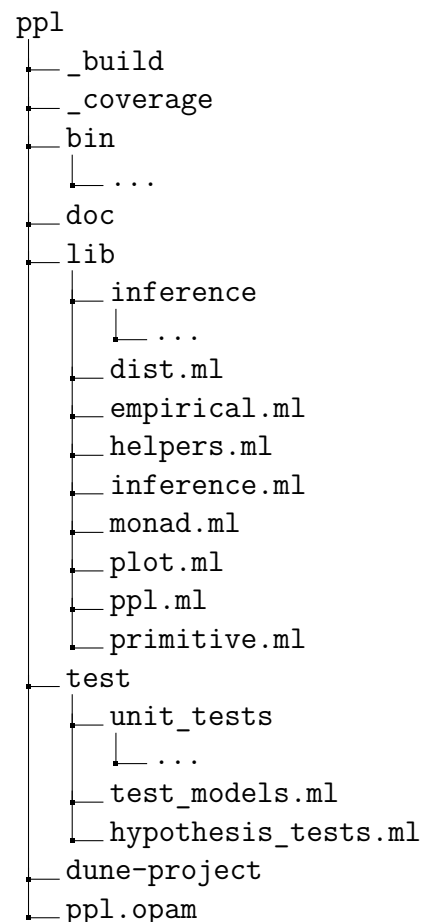 ppl
_build
_coverage
bin
...
doc
lib
inference
...
dist.ml
empirical.ml
helpers.ml
inference.ml
monad.ml
plot.ml
ppl.ml
primitive.ml
test
unit_tests
...
test_models.ml
hypothesis_tests.ml
dune-project
ppl.opam